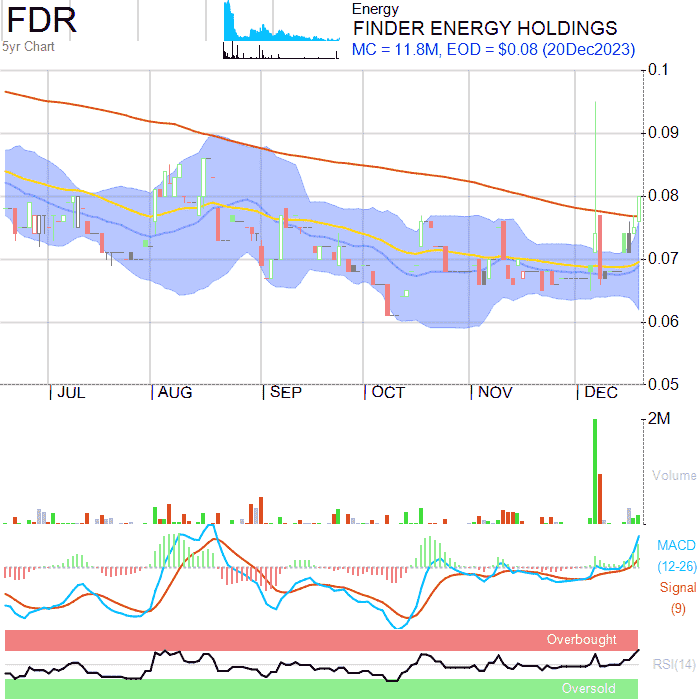 FDR
5yr Chart
Energy
FINDER ENERGY HOLDINGS
MC = 11.8M, EOD = $0.08 (20Dec2023)
0.1
0.09
0.08
0.07
0.06
0.05
JUL AUG SEP OCT NOV DEC
2M
Volume
MACD
(12-26)
Signal
(9)
Overbought
RSI(14)
Oversold